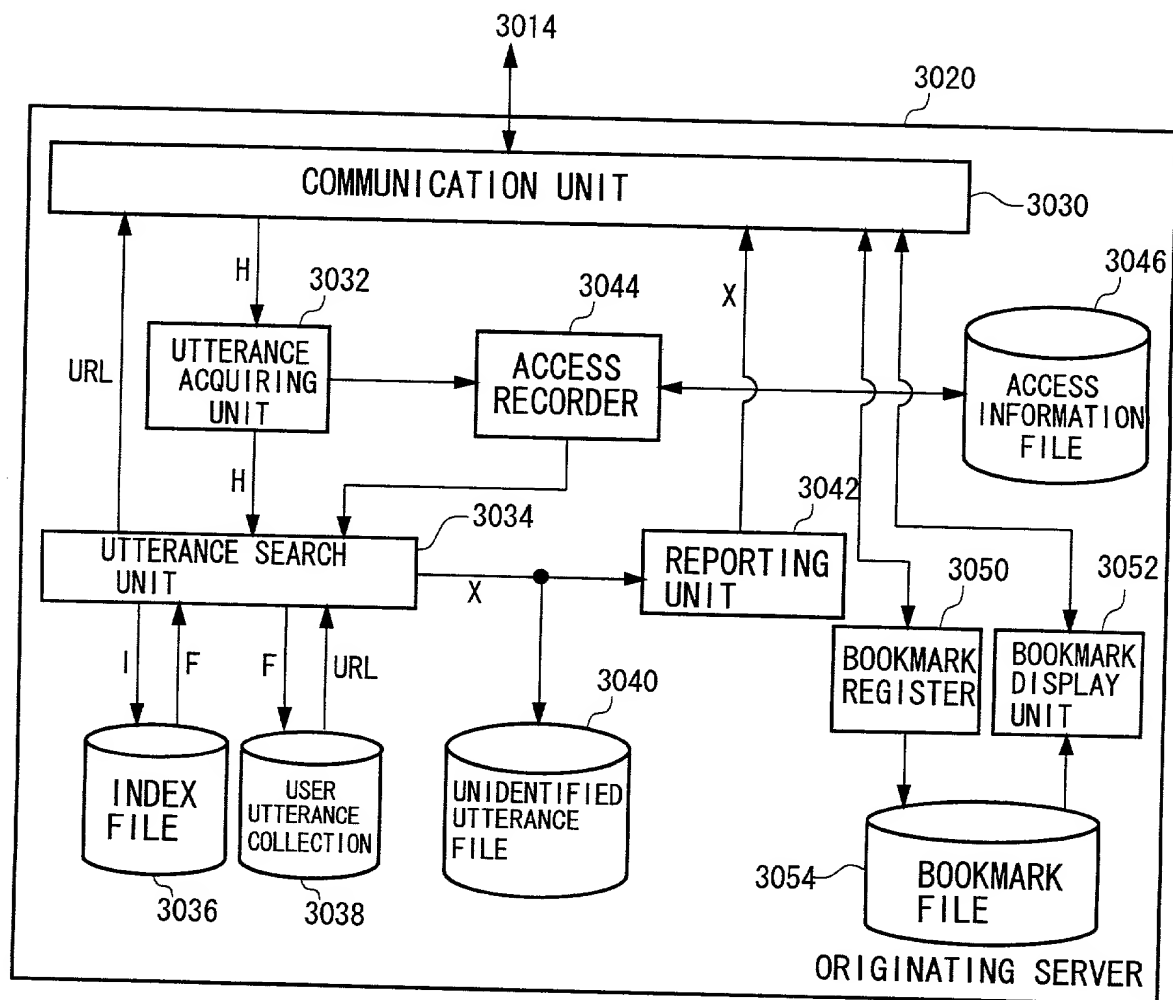 3014
3020
COMMUNICATION UNIT
3030
H
3032
3044
X
3046
URL
UTTERANCE
ACQUIRING
UNIT
ACCESS
RECORDER
ACCESS
INFORMATION
FILE
H
3034
3042
UTTERANCE SEARCH
UNIT
X
REPORTING
UNIT
3050
3052
I
F
F
URL
BOOKMARK
REGISTER
BOOKMARK
DISPLAY
UNIT
3040
INDEX
FILE
USER
UTTERANCE
COLLECTION
UNIDENTIFIED
UTTERANCE
FILE
3036
3038
3054
BOOKMARK
FILE
ORIGINATING SERVER